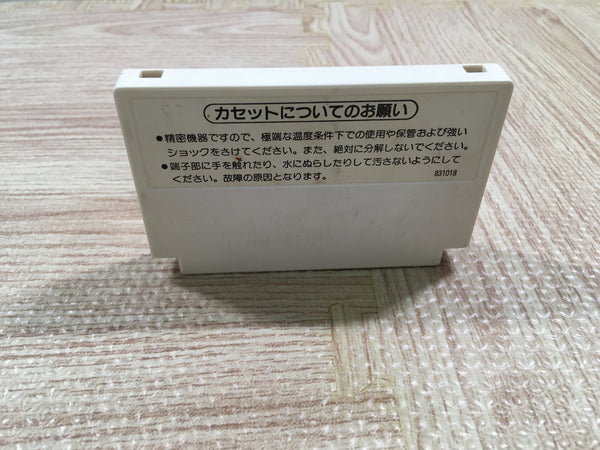 カセットについてのお願い
●精密機器ですので、極端な温度条件下での使用や保管および強い
ショックをさけてください。また、絶対に分解しないでください。
●端子部に手を触れたり、水にぬらしたりして汚さないようにして
ください。故障の原因となります。
831018